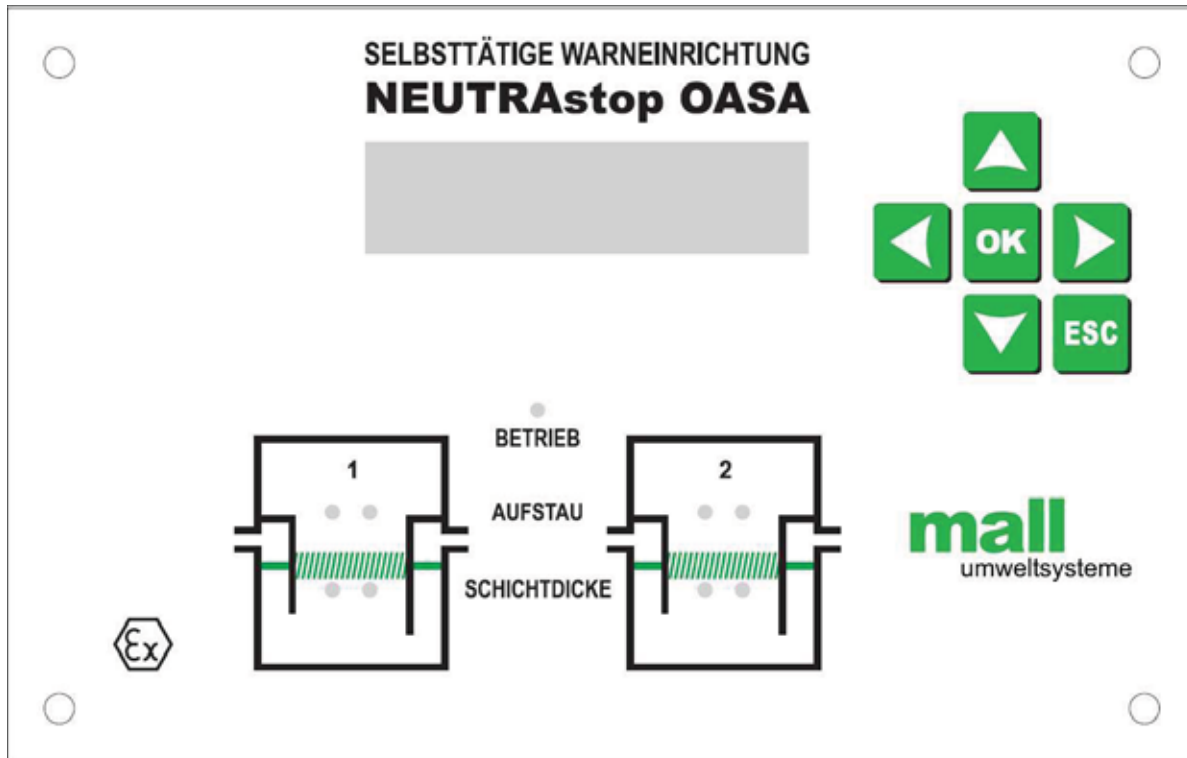 SELBSTTÄTIGE WARNEINRICHTUNG
NEUTRAstop OASA
OK
ESC
BETRIEB
1
2
AUFSTAU
SCHICHTDICKE
mall
umweltsysteme
Ex